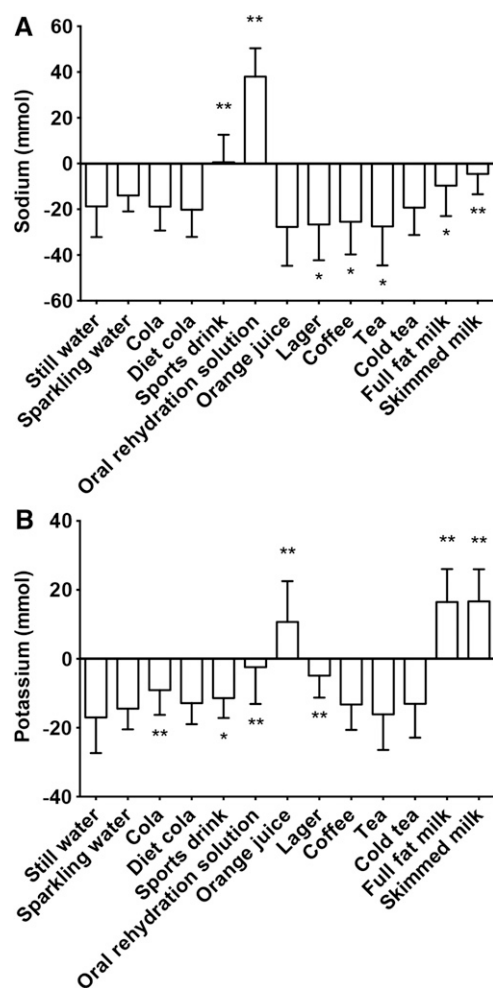 A
Sodium (mmol)
60
40
20
0
-20
-40
-60
**
**
*
*
*
*
**
Still water
Sparkling water
Cola
Diet cola
Sports drink
Oral rehydration solution
Orange juice
Lager
Coffee
Tea
Cold tea
Full fat milk
Skimmed milk
B
Potassium (mmol)
40
20
0
-20
-40
**
*
**
**
**
**
**
Still water
Sparkling water
Cola
Diet cola
Sports drink
Oral rehydration solution
Orange juice
Lager
Coffee
Tea
Cold tea
Full fat milk
Skimmed milk